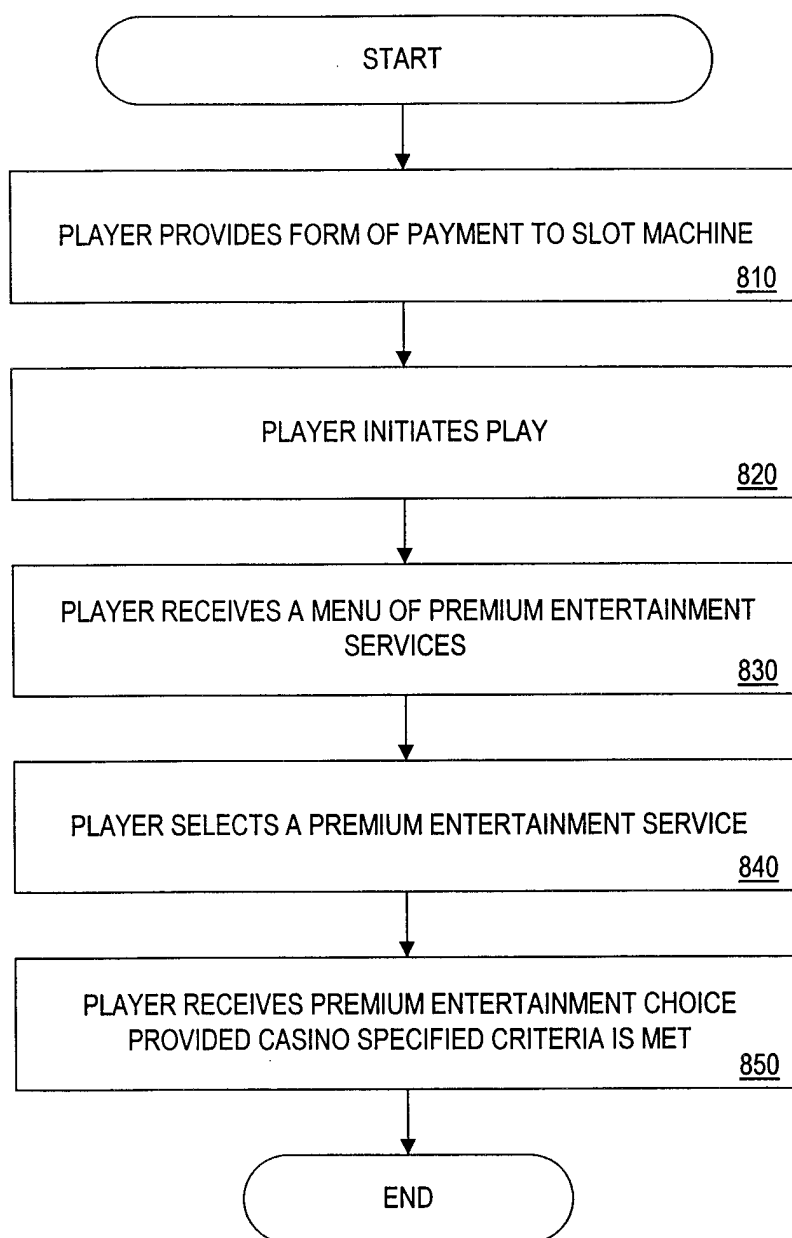 START
PLAYER PROVIDES FORM OF PAYMENT TO SLOT MACHINE
810
PLAYER INITIATES PLAY
820
PLAYER RECEIVES A MENU OF PREMIUM ENTERTAINMENT
SERVICES
830
PLAYER SELECTS A PREMIUM ENTERTAINMENT SERVICE
840
PLAYER RECEIVES PREMIUM ENTERTAINMENT CHOICE
PROVIDED CASINO SPECIFIED CRITERIA IS MET
850
END